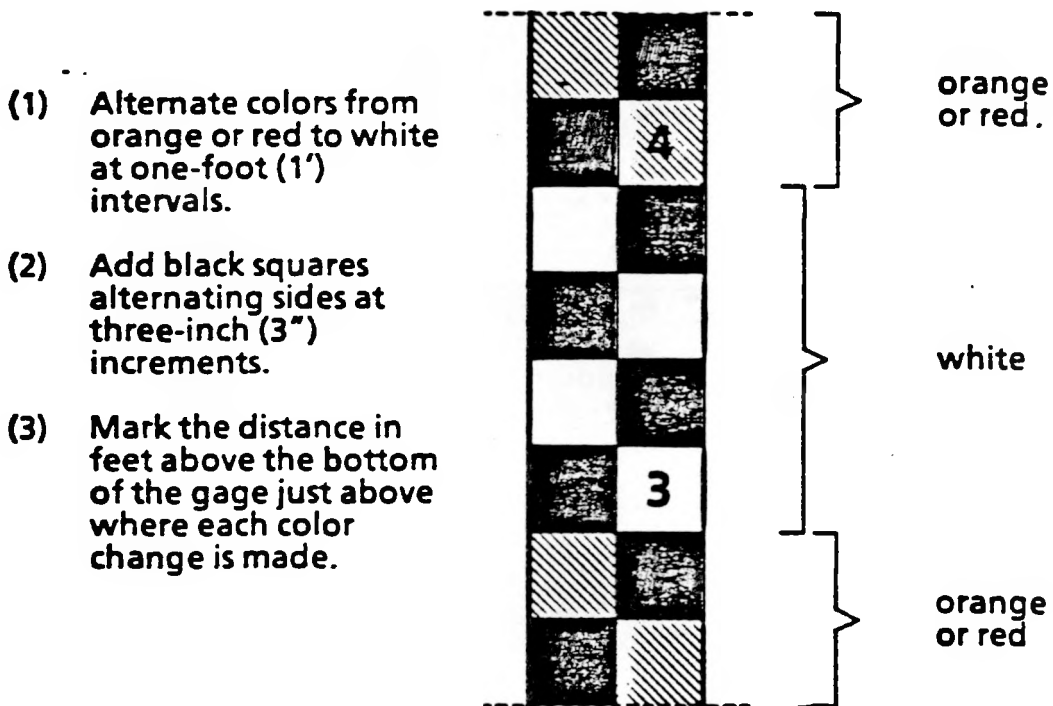 (1) Alternate colors from
orange or red to white
at one-foot (1′)
intervals.
(2) Add black squares
alternating sides at
three-inch (3″)
increments.
(3) Mark the distance in
feet above the bottom
of the gage just above
where each color
change is made.
4
3
orange
or red.
white
orange
or red